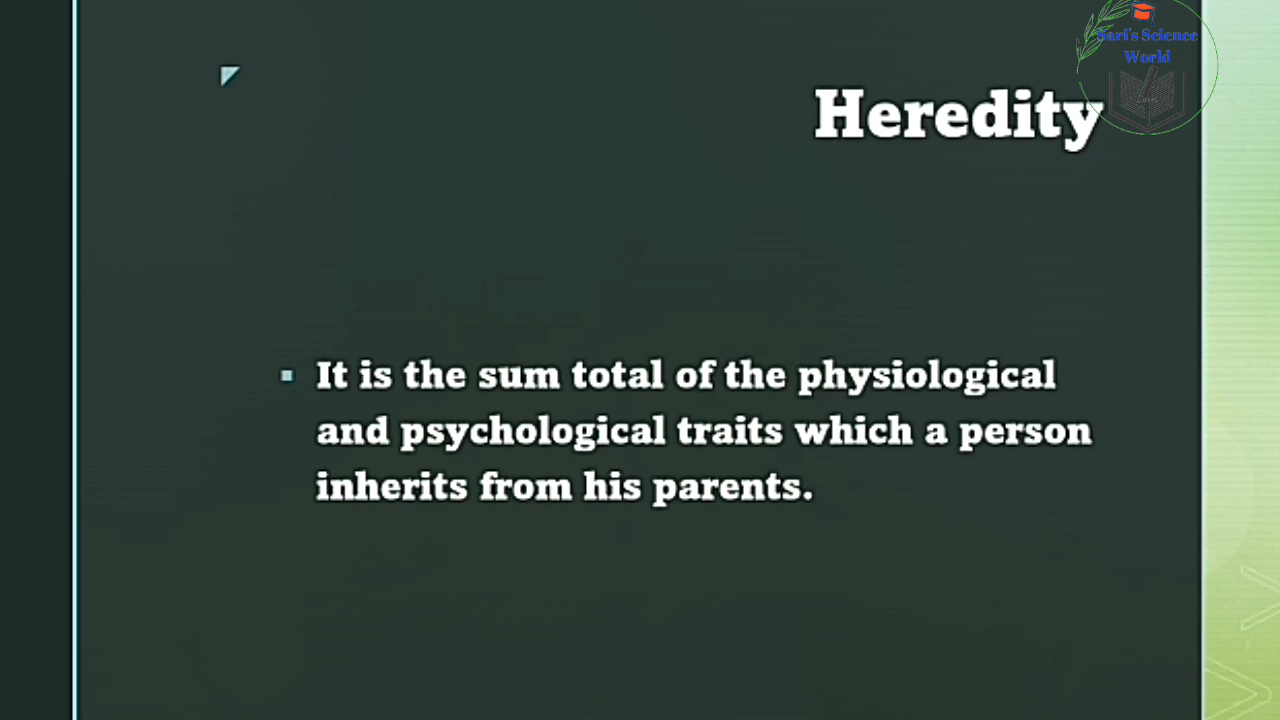 Sari's Science
World
Heredity
It is the sum total of the physiological
and psychological traits which a person
inherits from his parents.